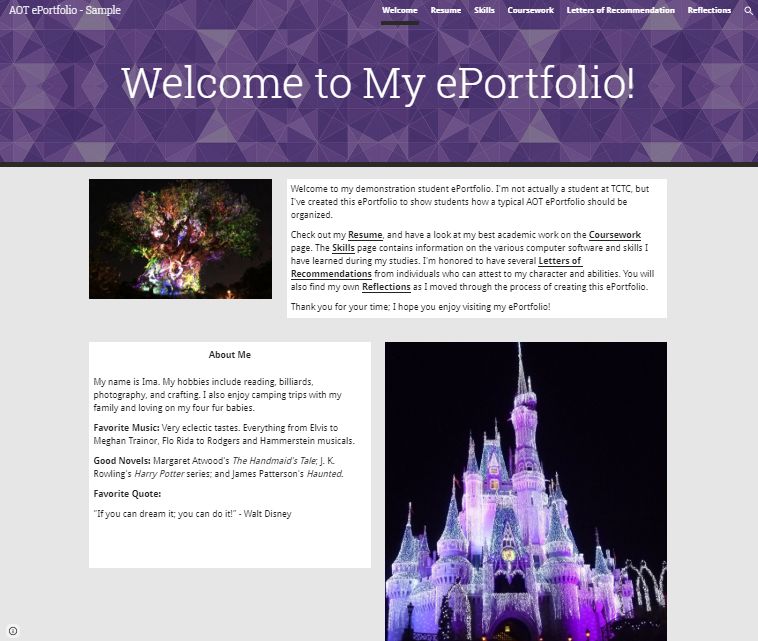 AOT ePortfolio - Sample
Welcome Resume Skills Coursework Letters of Recommendation Reflections
Welcome to My ePortfolio!
Welcome to my demonstration student ePortfolio. I'm not actually a student at TCTC, but
I've created this ePortfolio to show students how a typical AOT ePortfolio should be
organized.
Check out my Resume, and have a look at my best academic work on the Coursework
page. The Skills page contains information on the various computer software and skills I
have learned during my studies. I'm honored to have several Letters of
Recommendations from individuals who can attest to my character and abilities. You will
also find my own Reflections as I moved through the process of creating this ePortfolio.
Thank you for your time; I hope you enjoy visiting my ePortfolio!
About Me
My name is Ima. My hobbies include reading, billiards,
photography, and crafting. I also enjoy camping trips with my
family and loving on my four fur babies.
Favorite Music: Very eclectic tastes. Everything from Elvis to
Meghan Trainor, Flo Rida to Rodgers and Hammerstein musicals.
Good Novels: Margaret Atwood's The Handmaid's Tale; J. K.
Rowling's Harry Potter series; and James Patterson's Haunted.
Favorite Quote:
"If you can dream it; you can do it!" - Walt Disney